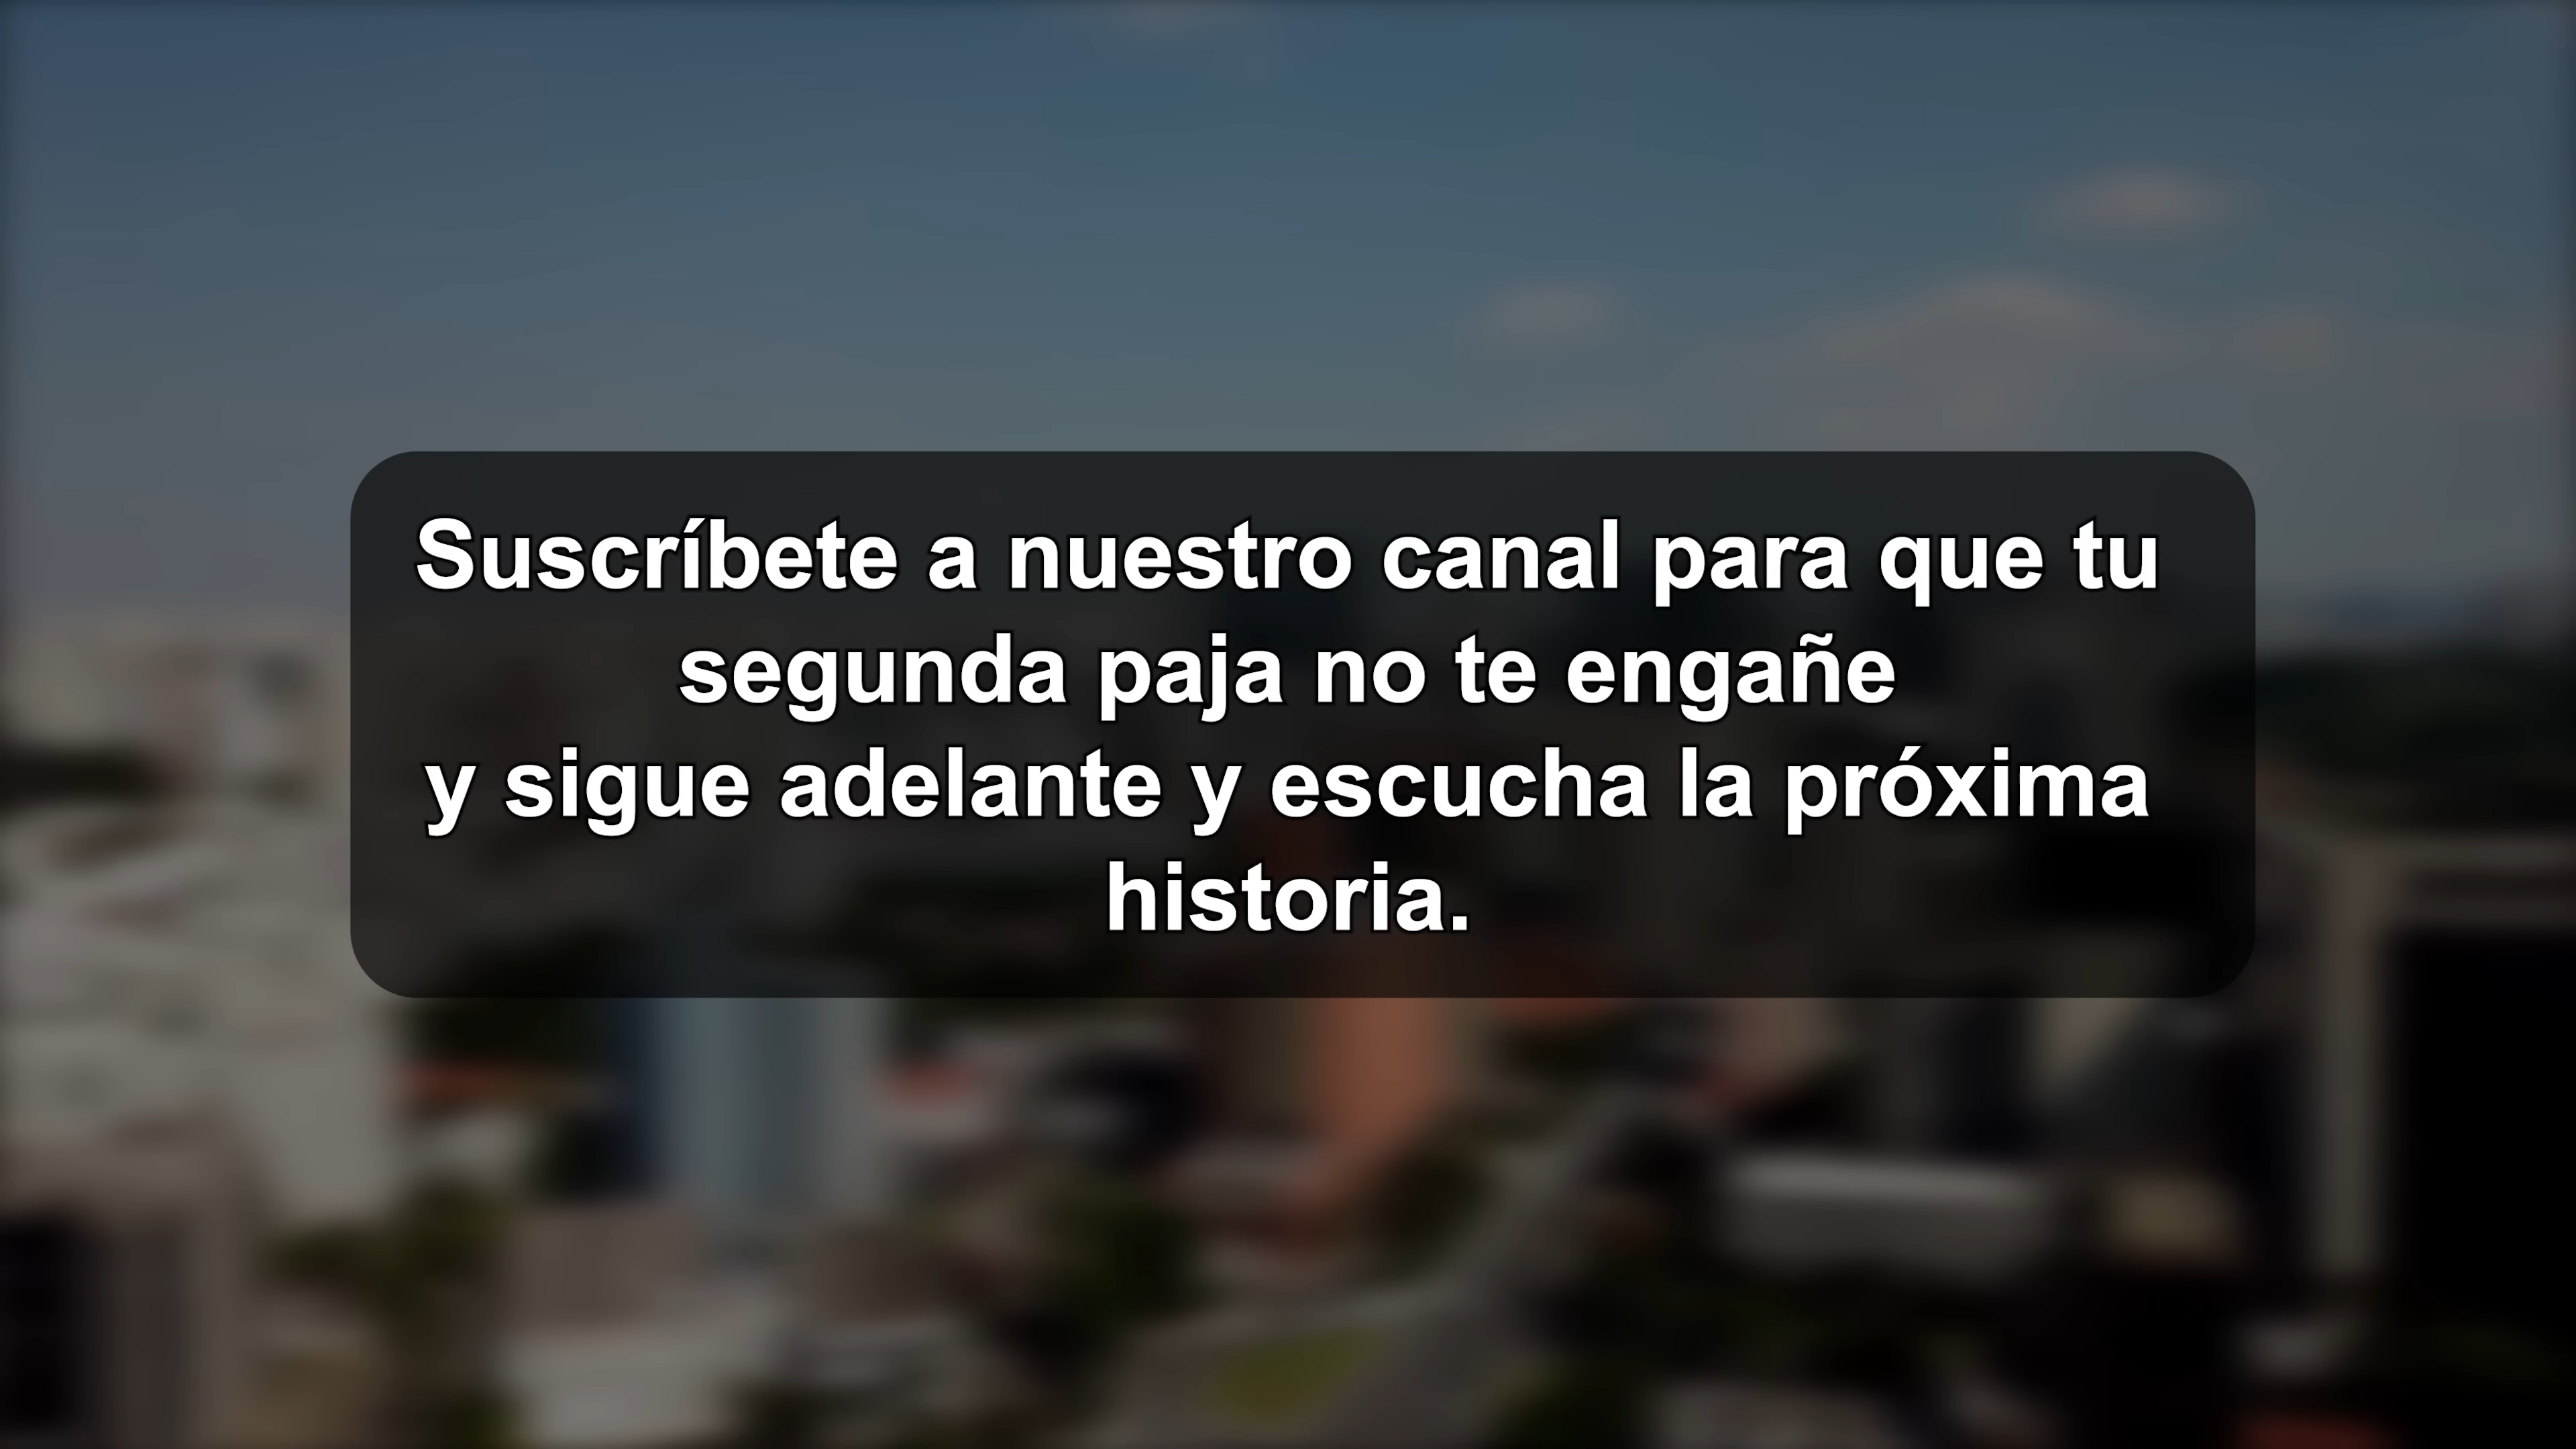 Suscríbete a nuestro canal para que tu
segunda paja no te engañe
y sigue adelante y escucha la próxima
historia.